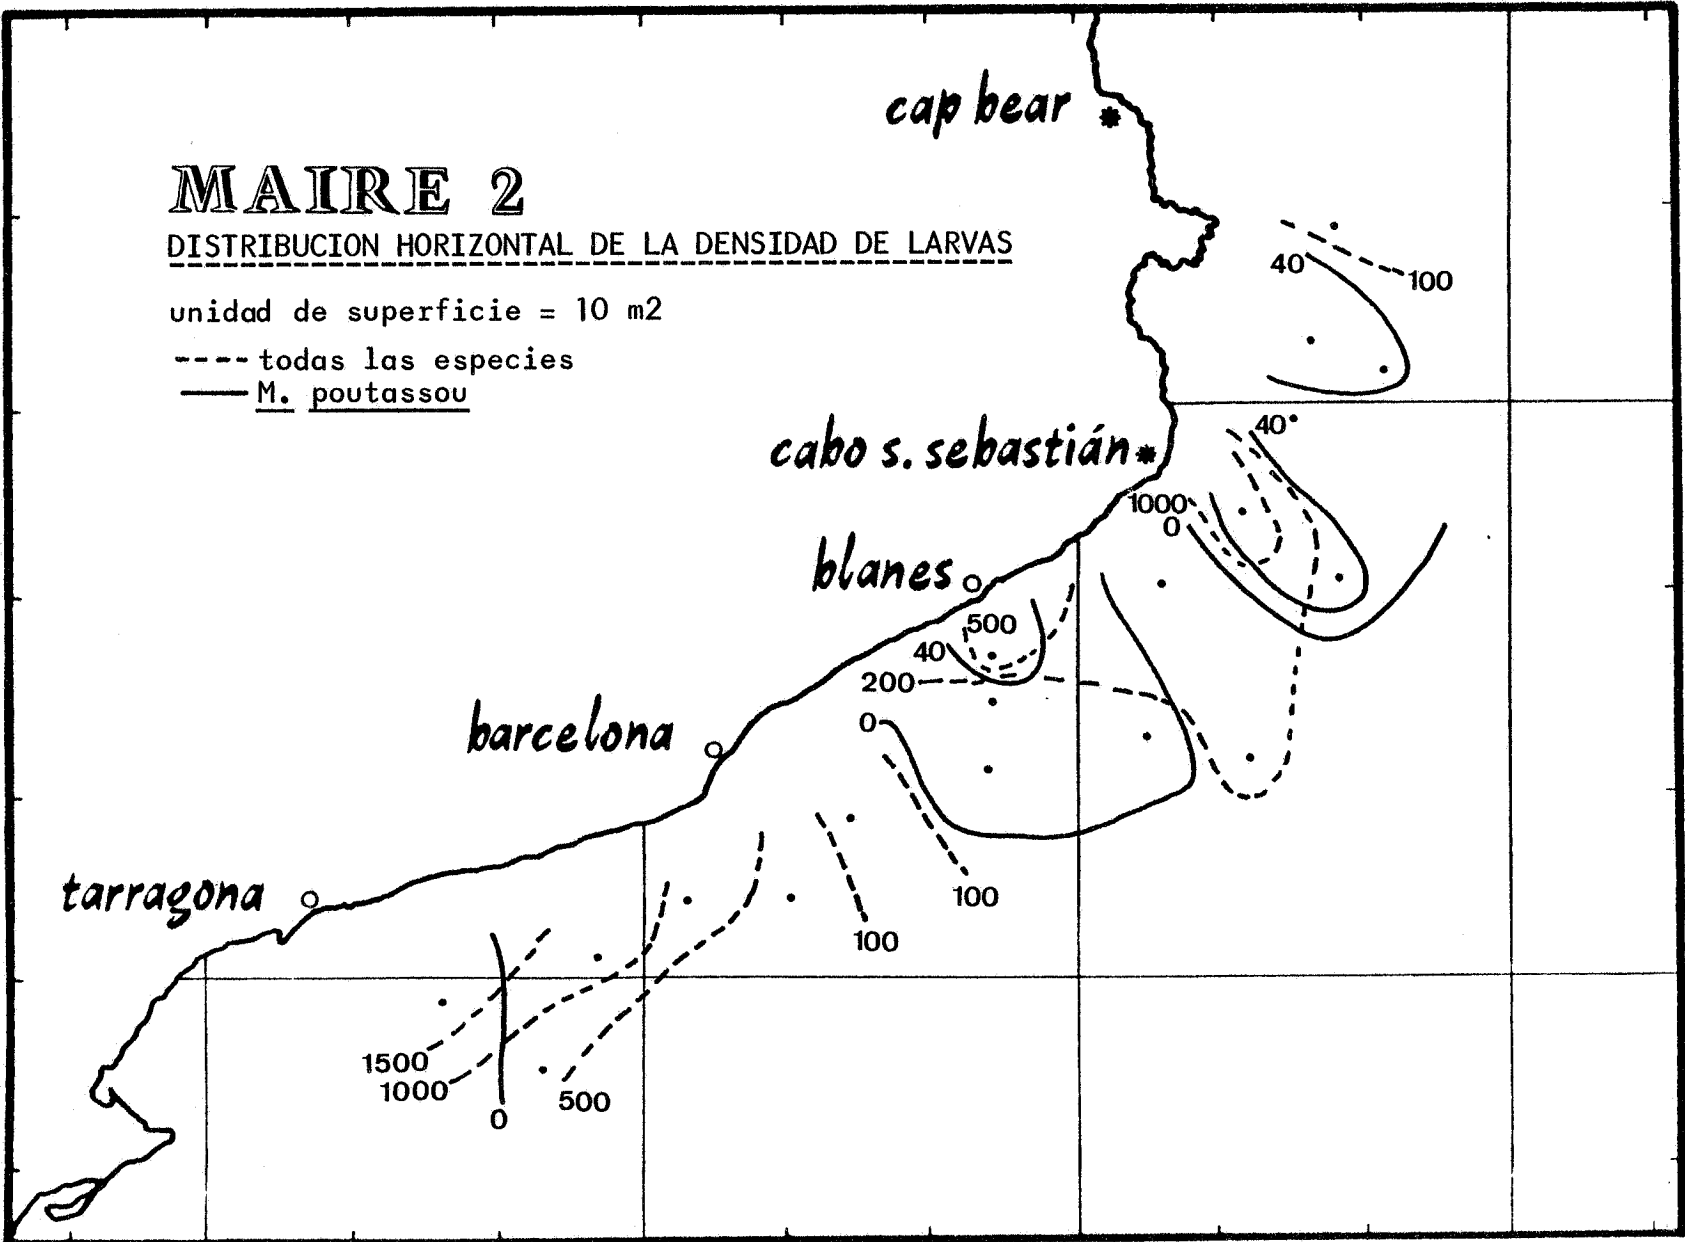 cap bear
MAIRE 2
DISTRIBUCION HORIZONTAL DE LA DENSIDAD DE LARVAS
unidad de superficie = 10 m2
---- todas las especies
M. poutassou
40
100
cabo s. sebastián
40
1000
0
blanes
500
40
200
barcelona
0
100
100
tarragona
1500
1000
0
500